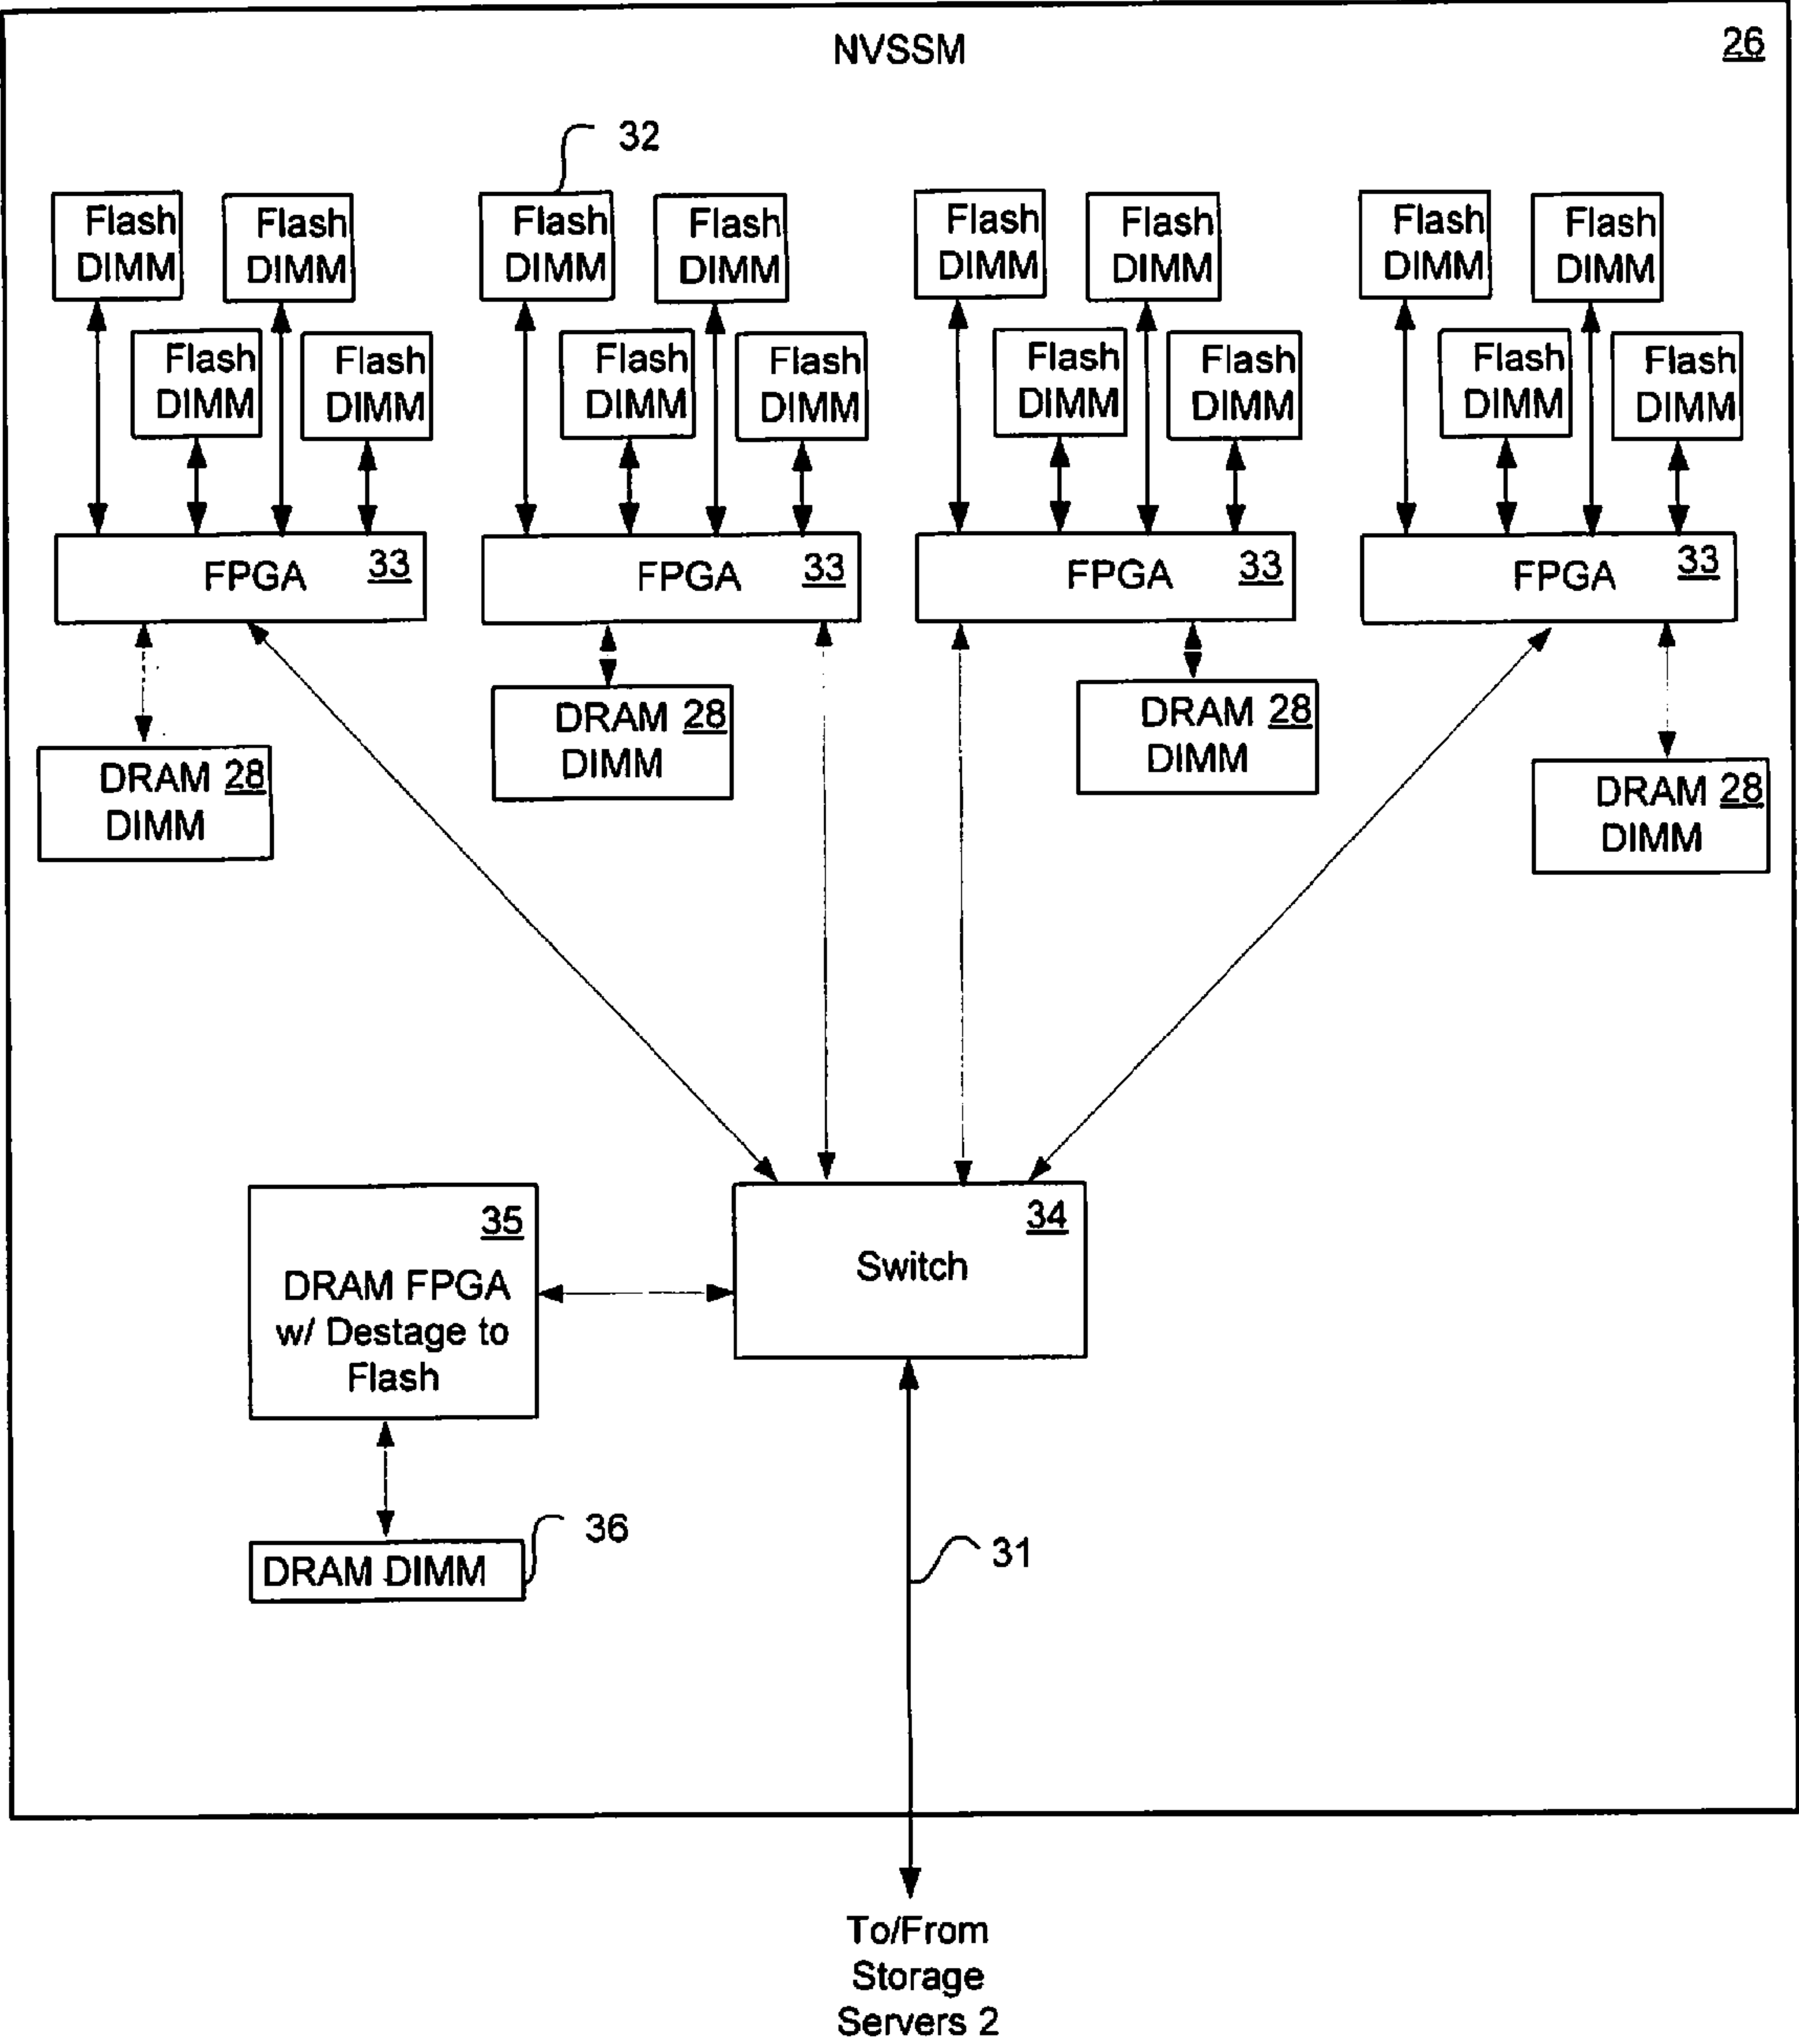 NVSSM
26
32
Flash
DIMM
Flash
DIMM
Flash
DIMM
Flash
DIMM
Flash
DIMM
Flash
DIMM
Flash
DIMM
Flash
DIMM
Flash
DIMM
Flash
DIMM
Flash
DIMM
Flash
DIMM
Flash
DIMM
Flash
DIMM
Flash
DIMM
Flash
DIMM
FPGA 33
FPGA 33
FPGA 33
FPGA 33
DRAM 28
DIMM
DRAM 28
DIMM
DRAM 28
DIMM
DRAM 28
DIMM
35
DRAM FPGA
w/ Destage to
Flash
34
Switch
36
DRAM DIMM
31
To/From
Storage
Servers 2